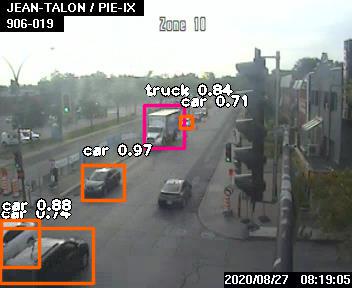 JEAN-TALON / PIE-IX
906-019
Zone 10
truck 0.84
car 0.71
car 0.97
car 0.88
car 0.74
2020/08/27 08:19:05